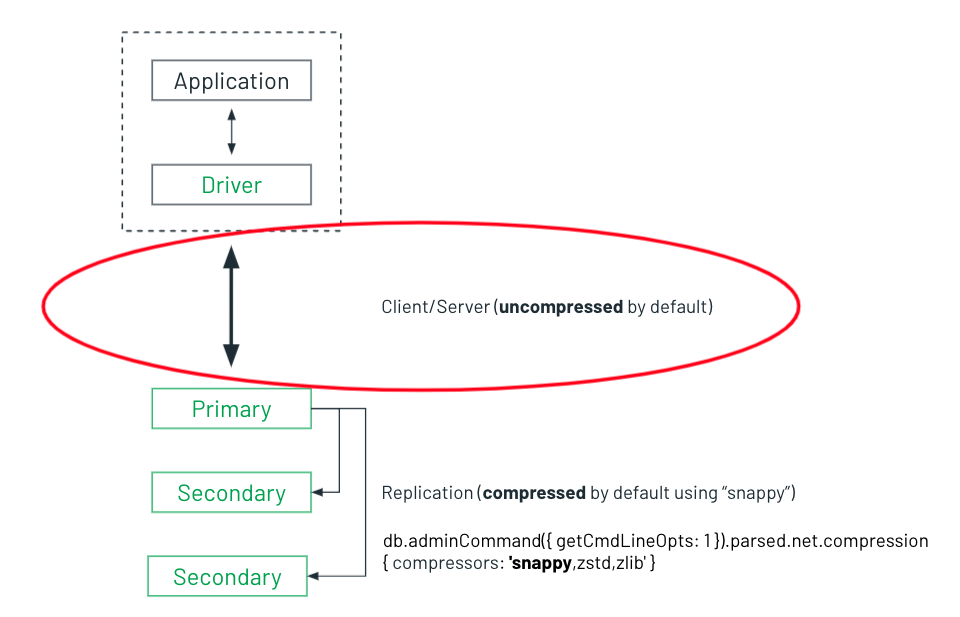 Application
Driver
Client/Server (uncompressed by default)
Primary
Secondary
Replication (compressed by default using “snappy”)
db.adminCommand({ getCmdLineOpts: 1 }).parsed.net.compression
{ compressors: 'snappy,zstd,zlib' }
Secondary